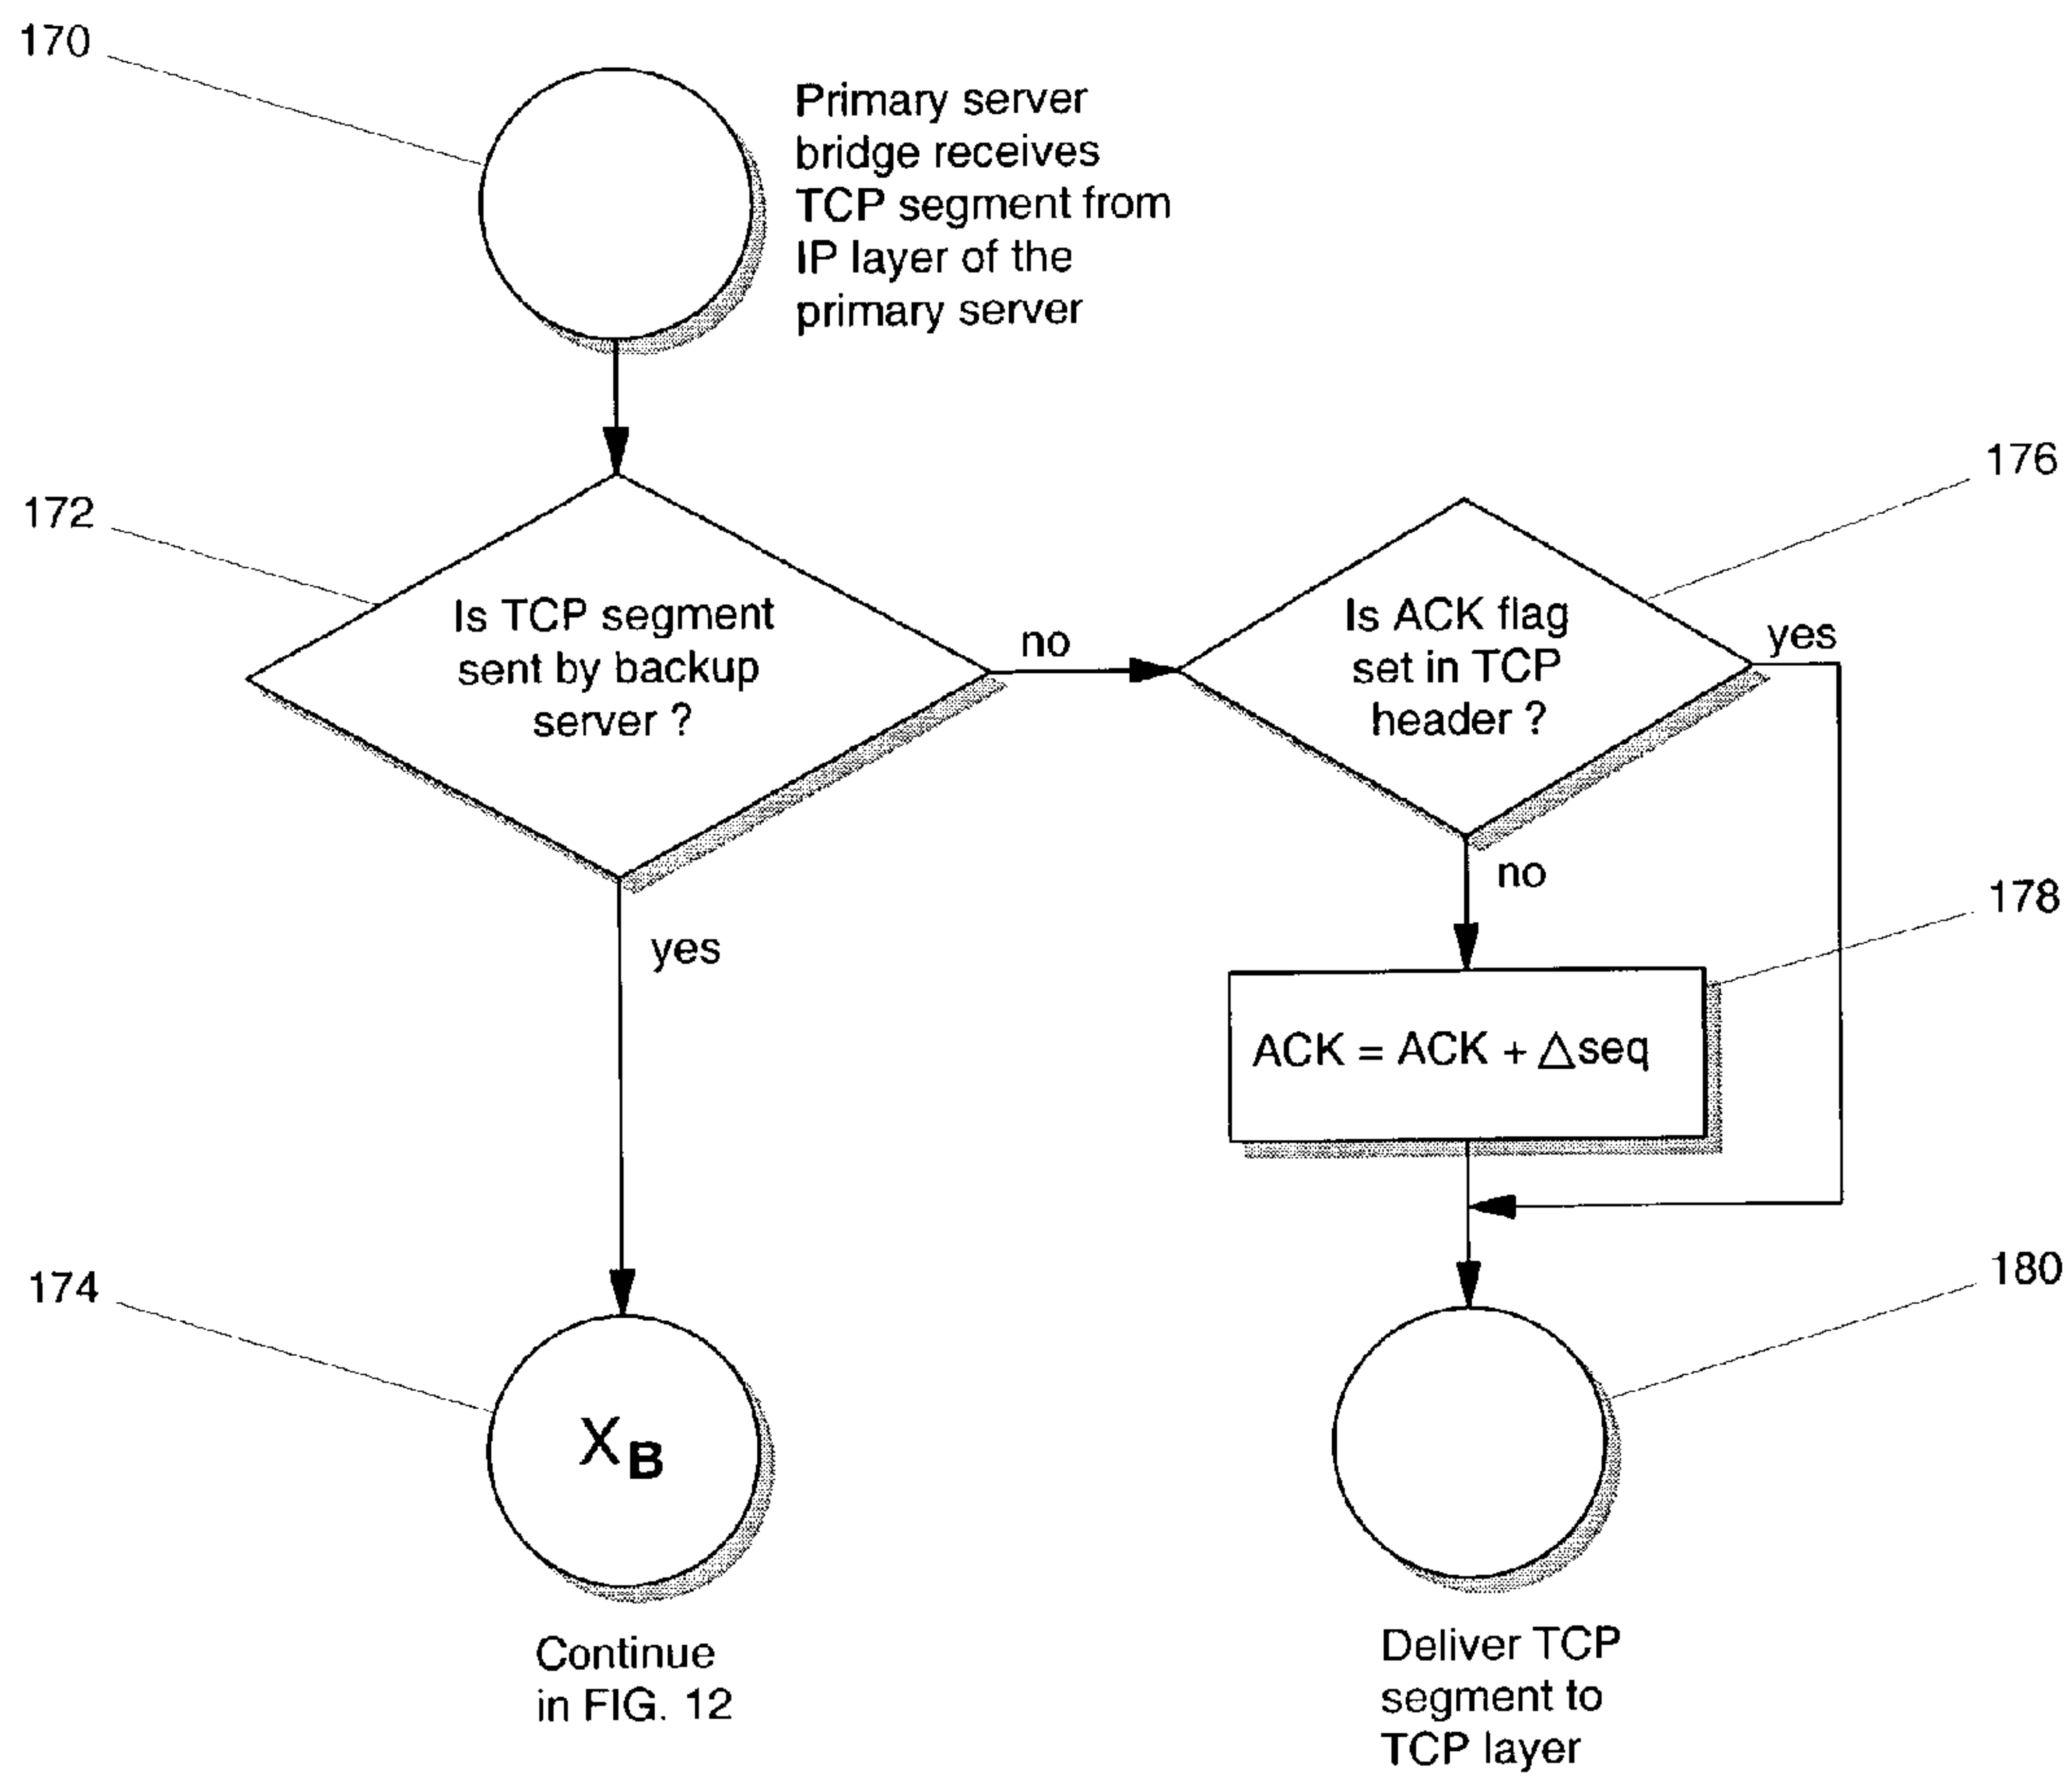 170
Primary server
bridge receives
TCP segment from
IP layer of the
primary server
172
Is TCP segment
sent by backup
server ?
no
176
Is ACK flag
set in TCP
header ?
yes
no
yes
178
ACK = ACK + △seq
174
XB
Continue
in FIG. 12
180
Deliver TCP
segment to
TCP layer